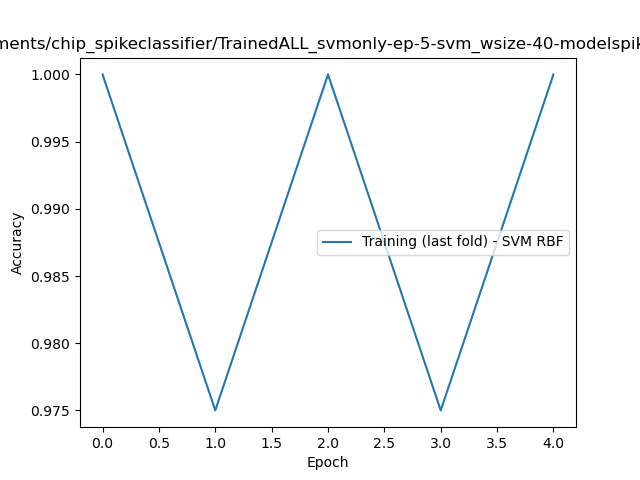 ments/chip_spikeclassifier/TrainedALL_svmonly-ep-5-svm_wsize-40-modelspik
1.000
0.995
0.990
0.985
0.980
0.975
Accuracy
Training (last fold) - SVM RBF
0.0 0.5 1.0 1.5 2.0 2.5 3.0 3.5 4.0
Epoch